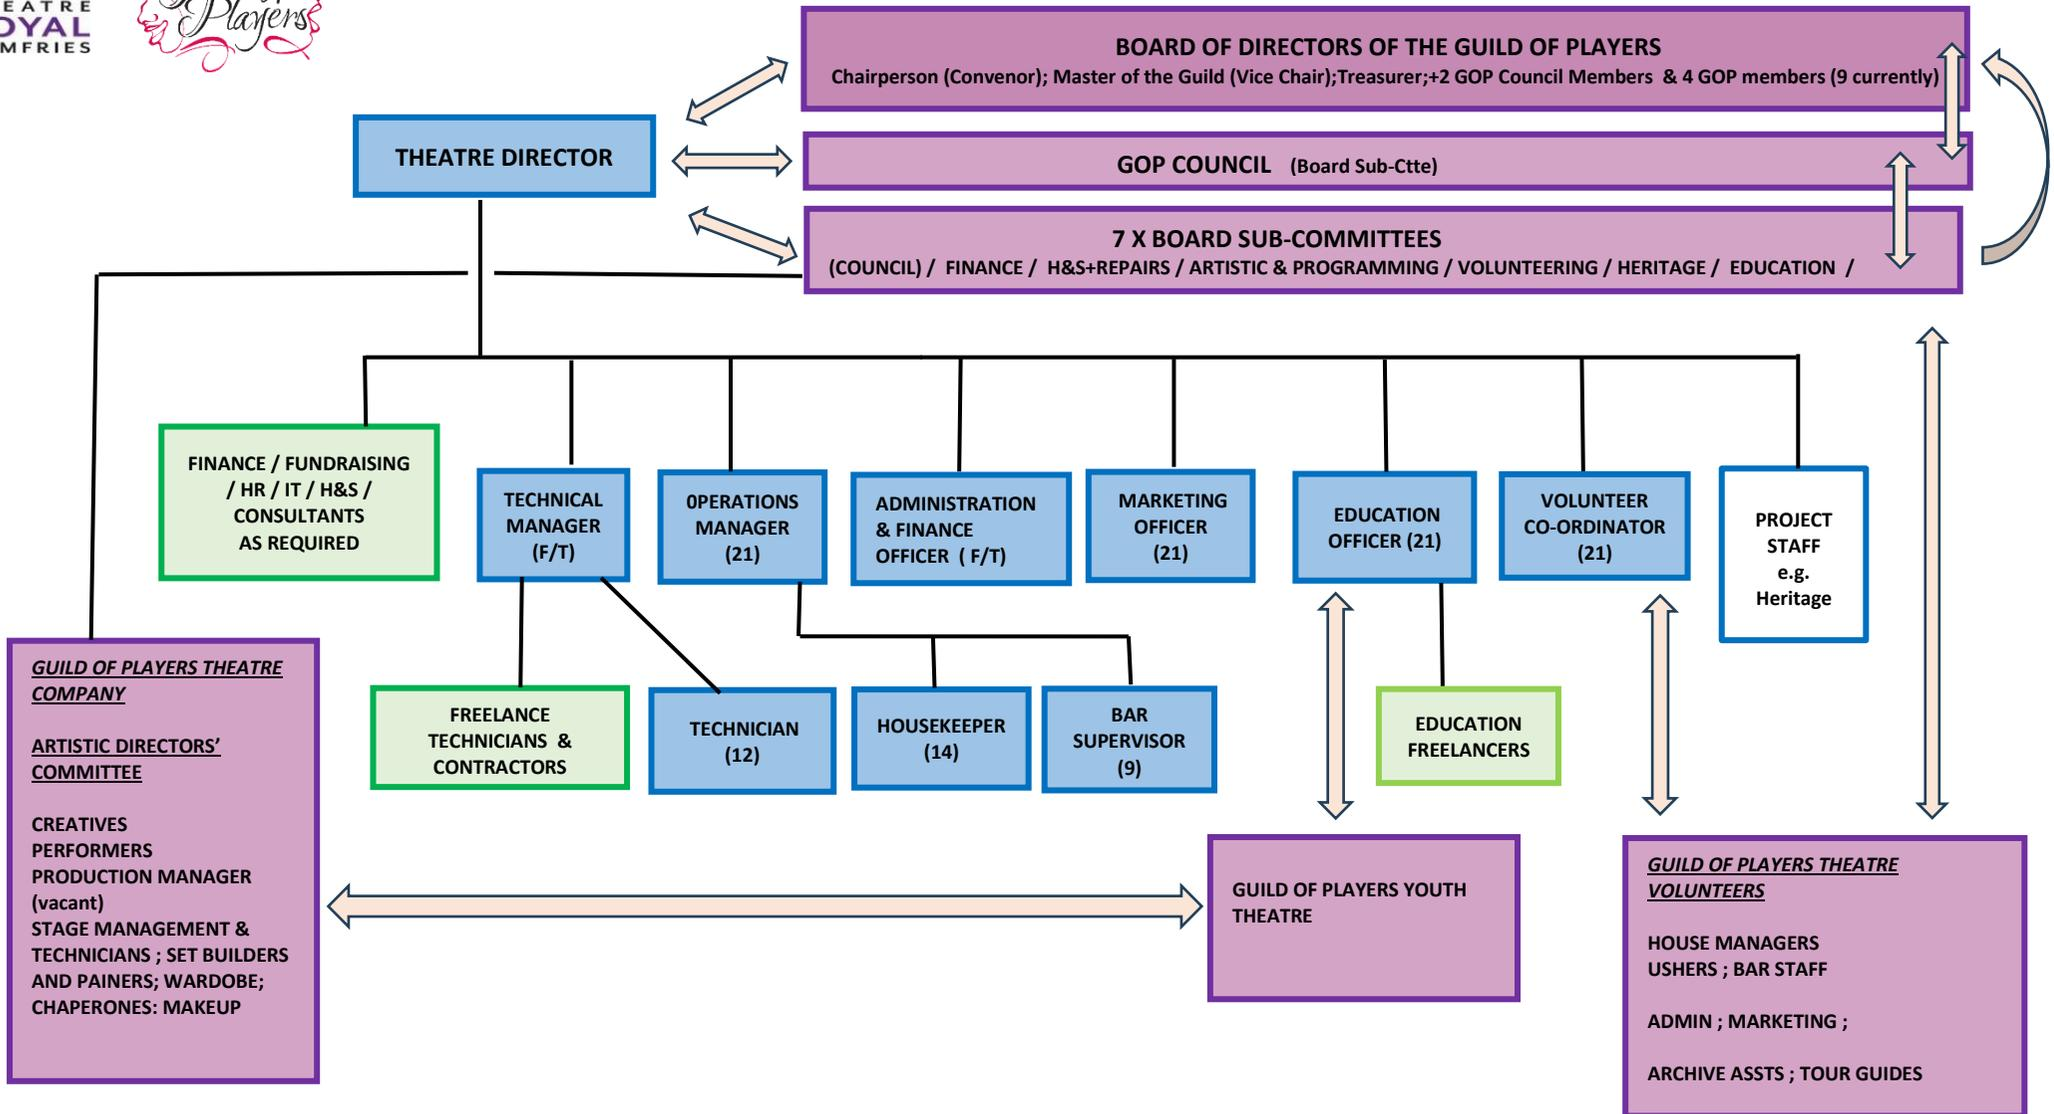 OYAL
MFRIES
Players
BOARD OF DIRECTORS OF THE GUILD OF PLAYERS
Chairperson (Convenor); Master of the Guild (Vice Chair);Treasurer;+2 GOP Council Members & 4 GOP members (9 currently)
THEATRE DIRECTOR
GOP COUNCIL (Board Sub-Ctte)
7 X BOARD SUB-COMMITTEES
(COUNCIL) / FINANCE / H&S+REPAIRS / ARTISTIC & PROGRAMMING / VOLUNTEERING / HERITAGE / EDUCATION /
FINANCE / FUNDRAISING
/ HR / IT / H&S /
CONSULTANTS
AS REQUIRED
TECHNICAL
MANAGER
(F/T)
0PERATIONS
MANAGER
(21)
ADMINISTRATION
& FINANCE
OFFICER ( F/T)
MARKETING
OFFICER
(21)
EDUCATION
OFFICER (21)
VOLUNTEER
CO-ORDINATOR
(21)
PROJECT
STAFF
e.g.
Heritage
GUILD OF PLAYERS THEATRE
COMPANY
ARTISTIC DIRECTORS’
COMMITTEE
CREATIVES
PERFORMERS
PRODUCTION MANAGER
(vacant)
STAGE MANAGEMENT &
TECHNICIANS ; SET BUILDERS
AND PAINERS; WARDOBE;
CHAPERONES: MAKEUP
FREELANCE
TECHNICIANS &
CONTRACTORS
TECHNICIAN
(12)
HOUSEKEEPER
(14)
BAR
SUPERVISOR
(9)
EDUCATION
FREELANCERS
GUILD OF PLAYERS YOUTH
THEATRE
GUILD OF PLAYERS THEATRE
VOLUNTEERS
HOUSE MANAGERS
USHERS ; BAR STAFF
ADMIN ; MARKETING ;
ARCHIVE ASSTS ; TOUR GUIDES